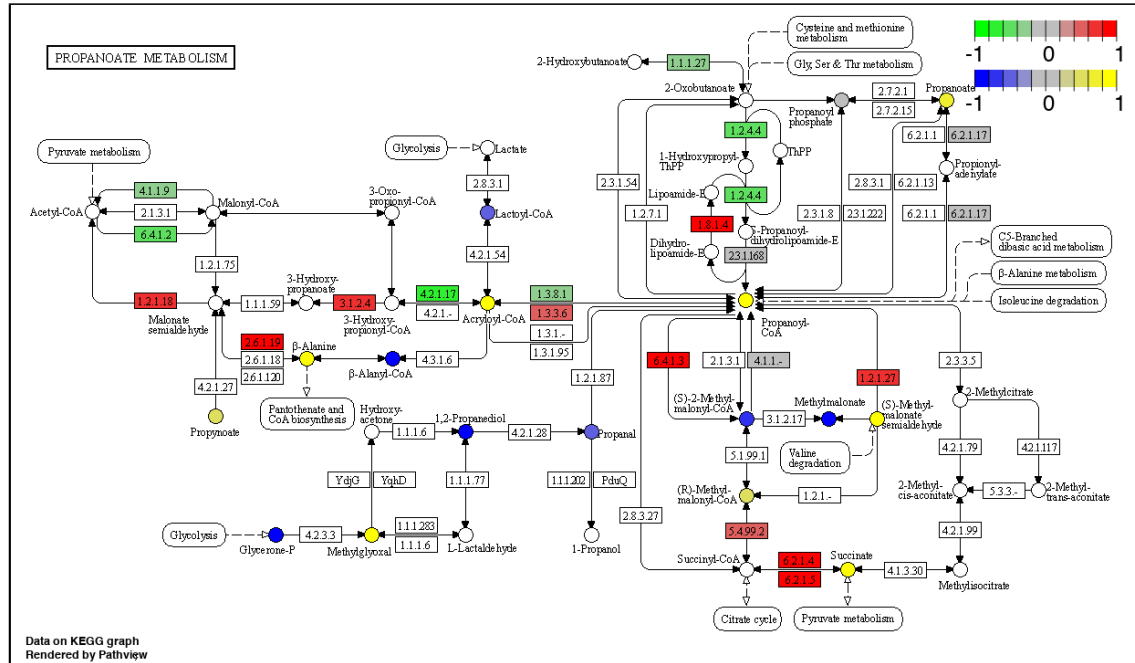 PROPANOATE METABOLISM
-1 0 1
-1 0 1
Cysteine and methionine
metabolism
Gly, Ser & Thr metabolism
2-Hydroxybutanoate
1.1.1.27
2-Oxobutanoate
Propanoyl
phosphate
2.7.2.1
2.7.2.15
Propanoate
6.2.1.1
6.2.1.17
Propionyl-
adenylate
6.2.1.1
6.2.1.17
2.8.3.1
6.2.1.13
2.3.1.8
2.3.1.222
1.2.4.4
1-Hydroxypropyl-
ThPP
ThPP
1.2.4.4
Lipoamide-E
1.8.1.4
Dihydro-
lipoamide-E
-Propanoyl-
dihydrolipoamide-E
2.3.1.168
2.3.1.54
1.2.7.1
C5-Branched
dibasic acid metabolism
β-Alanine metabolism
Isoleucine degradation
Pyruvate metabolism
Glycolysis
Lactate
2.8.3.1
Lactoyl-CoA
4.2.1.54
4.1.1.9
Acetyl-CoA
2.1.3.1
Malonyl-CoA
6.4.1.2
3-Oxo-
propionyl-CoA
1.2.1.75
3-Hydroxy-
propanoate
1.2.1.18
Malonate
semialdehyde
1.1.1.59
3.1.2.4
3-Hydroxy-
propionyl-CoA
4.2.1.17
4.2.1.-
Acryloyl-CoA
1.3.8.1
1.3.3.6
1.3.1.-
1.3.1.95
Propanoyl-
CoA
2.6.1.19
2.6.1.18
2.6.1.120
β-Alanine
β-Alanyl-CoA
4.3.1.6
4.2.1.27
Propynoate
Pantothenate and
CoA biosynthesis
1.2.1.87
6.4.1.3
2.1.3.1
4.1.1.-
1.2.1.27
2.3.3.5
(S)-2-Methyl-
malonyl-CoA
3.1.2.17
Methylmalonate
(S)-Methyl-
malonate
semialdehyde
Valine
degradation
2-Methylcitrate
4.2.1.79
4.2.1.117
2-Methyl-
cis-aconitate
5.3.3.-
2-Methyl-
trans-aconitate
4.2.1.99
Methylisocitrate
4.1.3.30
5.1.99.1
(R)-Methyl-
malonyl-CoA
1.2.1.-
5.4.99.2
2.8.3.27
Succinyl-CoA
6.2.1.4
6.2.1.5
Succinate
Citrate cycle
Pyruvate metabolism
Hydroxy-
acetone
1.1.1.6
1,2-Propanediol
4.2.1.28
Propanal
YdjG
YqhD
1.1.1.77
1.1.1.202
PduQ
Glycolysis
Glycerone-P
4.2.3.3
Methylglyoxal
1.1.1.283
1.1.1.6
L-Lactaldehyde
1-Propanol
Data on KEGG graph
Rendered by Pathview